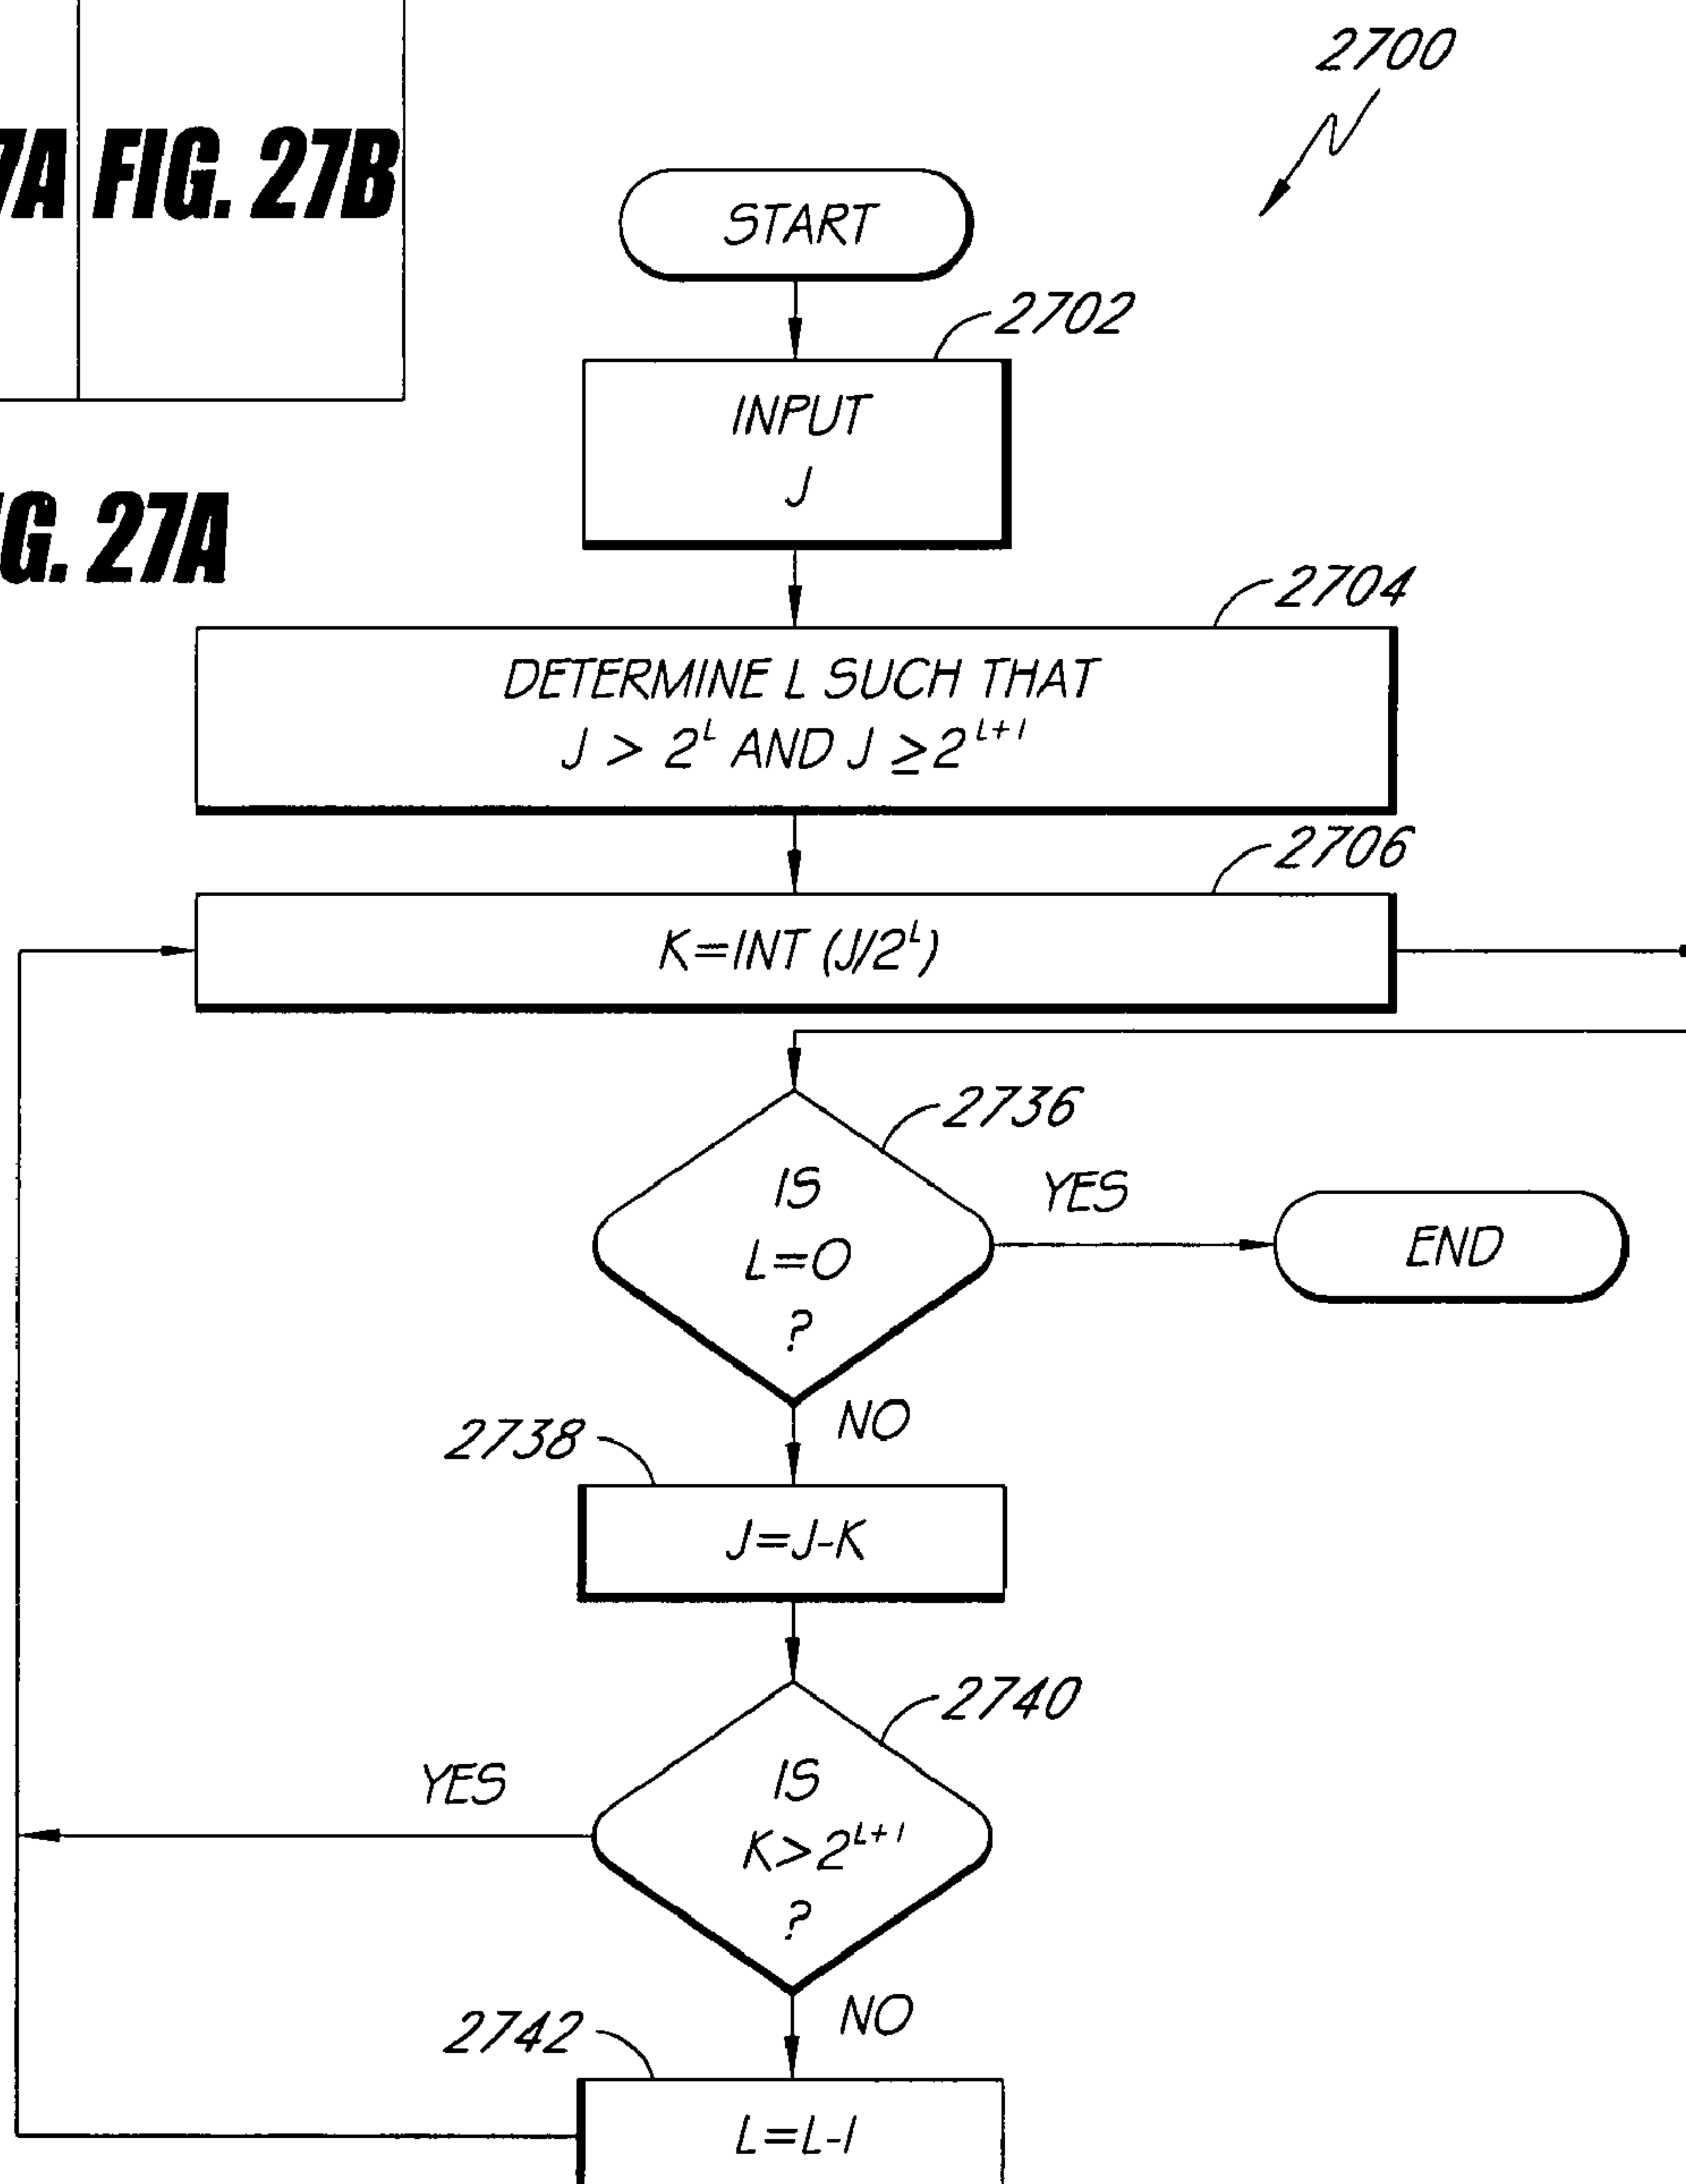 2700
7A FIG. 27B
START
2702
INPUT
J
G. 27A
2704
DETERMINE L SUCH THAT
J > 2^L AND J ≥ 2^L+1
2706
K=INT (J/2^L)
2736
IS
L=0
?
YES
END
NO
2738
J=J-K
2740
IS
K>2^L+1
?
YES
NO
2742
L=L-1